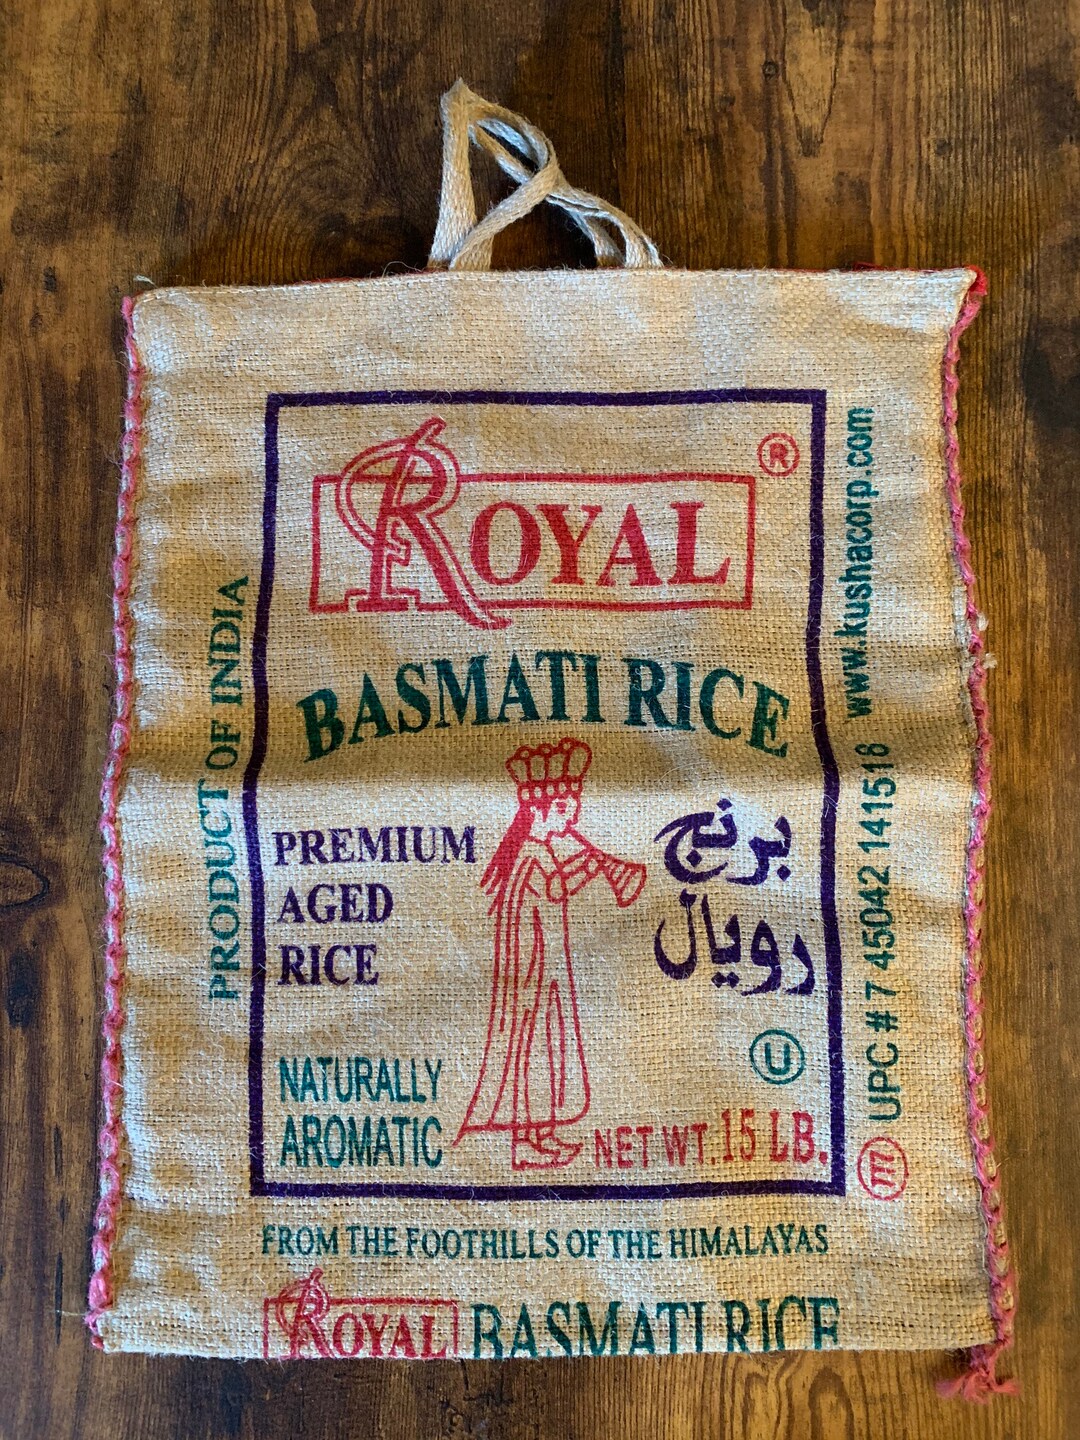 ROYAL ®
BASMATI RICE
PREMIUM
AGED
RICE
برنج
رويال
NATURALLY
AROMATIC
U
NET WT. 15 LB.
PRODUCT OF INDIA
UPC # 7 45042 141516 www.kushacorp.com
FROM THE FOOTHILLS OF THE HIMALAYAS
ROYAL BASMATI RICE